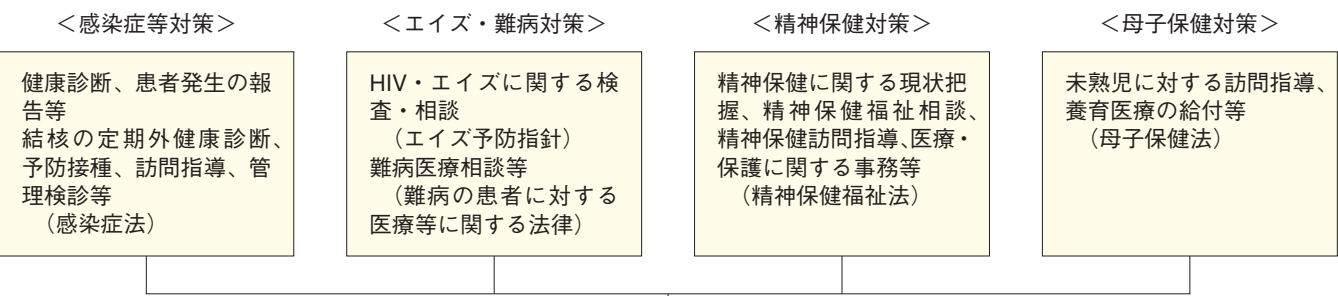 <感染症等対策>
健康診断、患者発生の報
告等
結核の定期外健康診断、
予防接種、訪問指導、管
理検診等
（感染症法）
<エイズ・難病対策>
HIV・エイズに関する検
査・相談
（エイズ予防指針）
難病医療相談等
（難病の患者に対する
医療等に関する法律）
<精神保健対策>
精神保健に関する現状把
握、精神保健福祉相談、
精神保健訪問指導、医療・
保護に関する事務等
（精神保健福祉法）
<母子保健対策>
未熟児に対する訪問指導、
養育医療の給付等
（母子保健法）